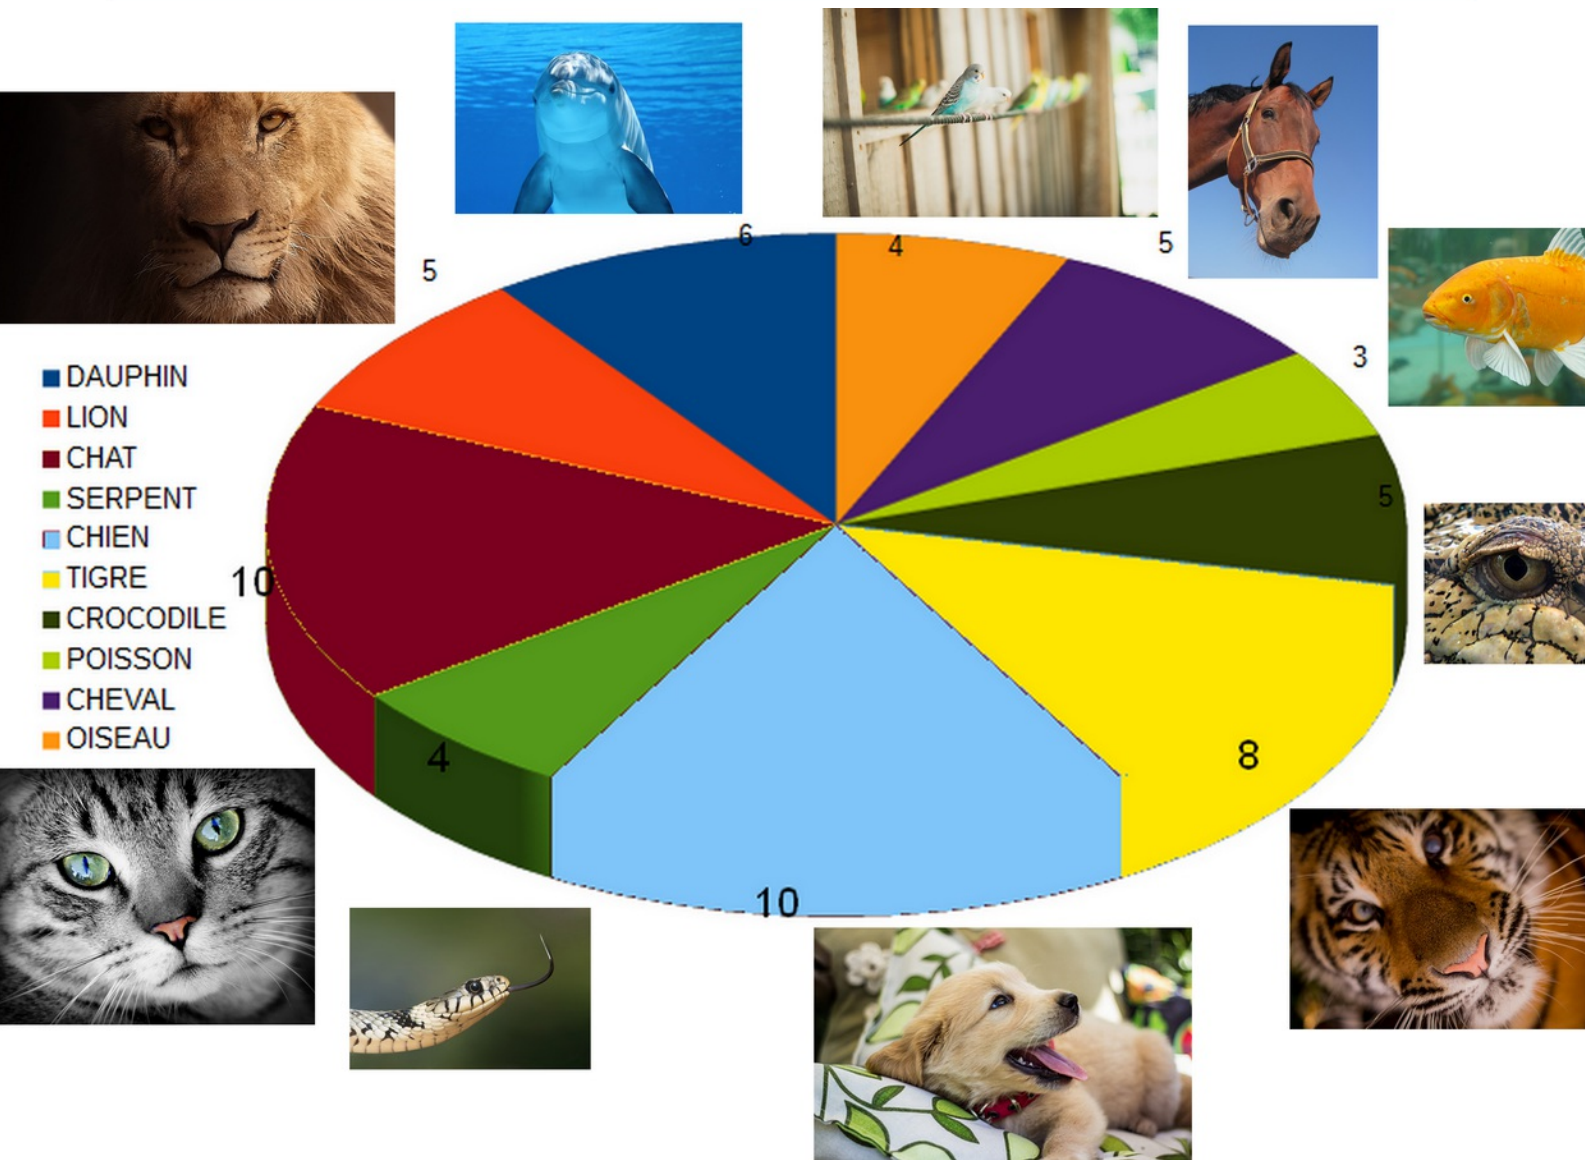 6
4
5
5
3
DAUPHIN
LION
CHAT
SERPENT
CHIEN
TIGRE
CROCODILE
POISSON
CHEVAL
OISEAU
5
10
4
8
10